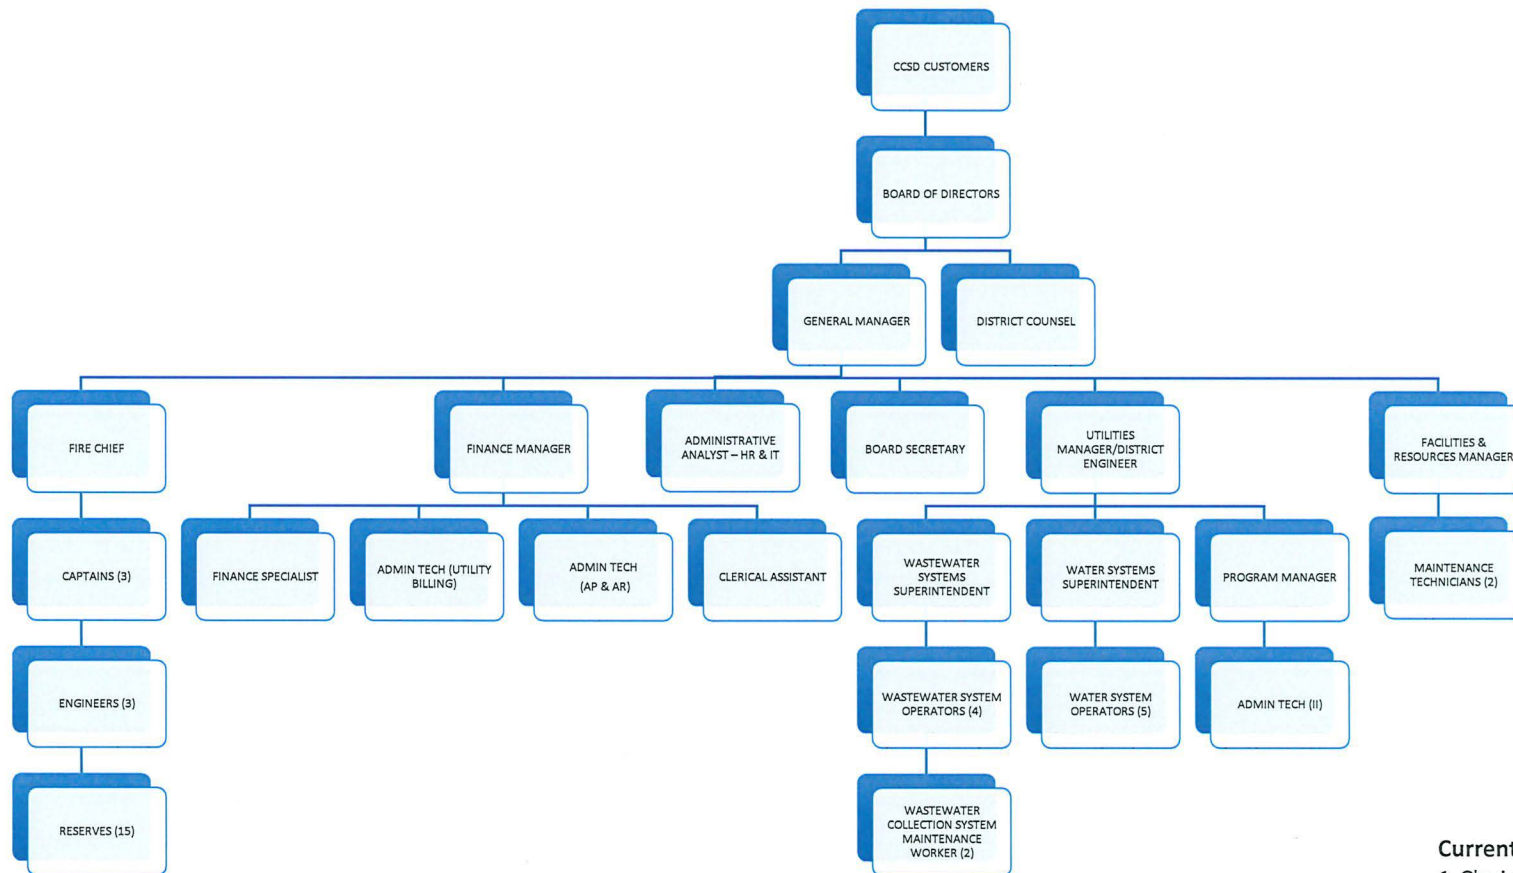 CCSD CUSTOMERS
BOARD OF DIRECTORS
GENERAL MANAGER
DISTRICT COUNSEL
FIRE CHIEF
FINANCE MANAGER
ADMINISTRATIVE
ANALYST – HR & IT
BOARD SECRETARY
UTILITIES
MANAGER/DISTRICT
ENGINEER
FACILITIES &
RESOURCES MANAGER
CAPTAINS (3)
FINANCE SPECIALIST
ADMIN TECH (UTILITY
BILLING)
ADMIN TECH
(AP & AR)
CLERICAL ASSISTANT
WASTEWATER
SYSTEMS
SUPERINTENDENT
WATER SYSTEMS
SUPERINTENDENT
PROGRAM MANAGER
MAINTENANCE
TECHNICIANS (2)
ENGINEERS (3)
WASTEWATER SYSTEM
OPERATORS (4)
WATER SYSTEM
OPERATORS (5)
ADMIN TECH (II)
RESERVES (15)
WASTEWATER
COLLECTION SYSTEM
MAINTENANCE
WORKER (2)
Current